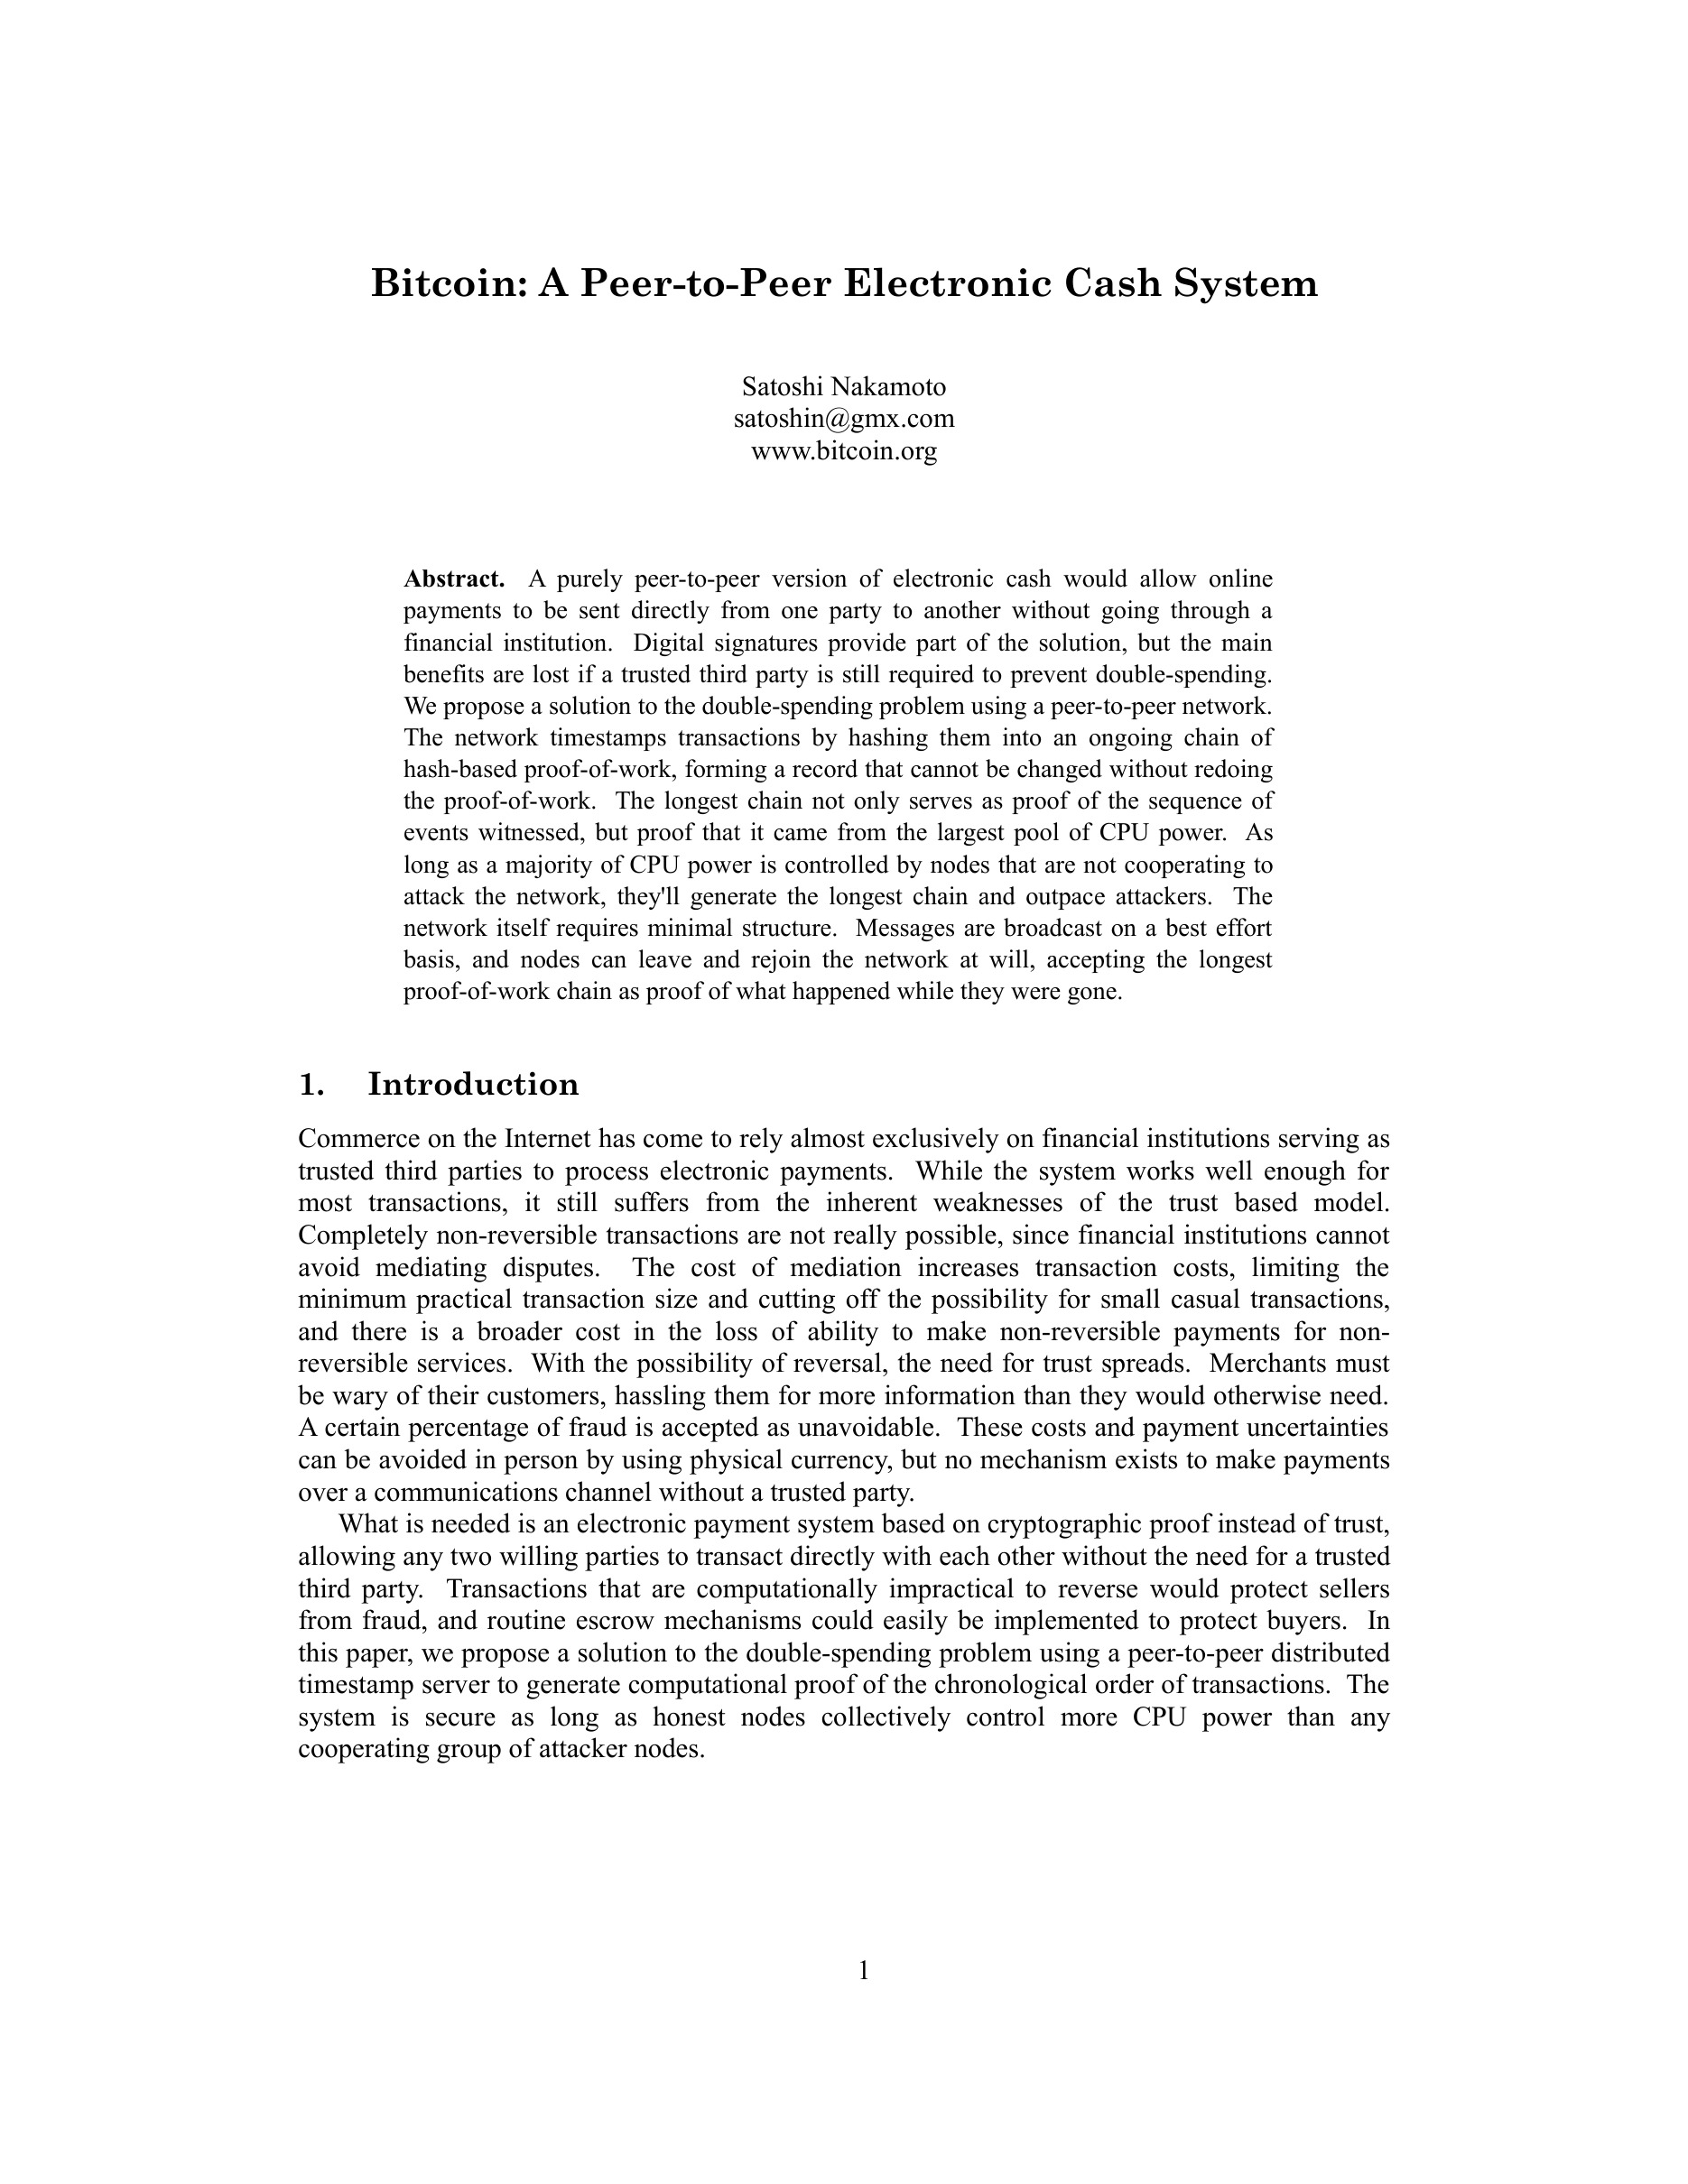 Bitcoin: A Peer-to-Peer Electronic Cash System
Satoshi Nakamoto
satoshin@gmx.com
www.bitcoin.org
Abstract. A purely peer-to-peer version of electronic cash would allow online
payments to be sent directly from one party to another without going through a
financial institution. Digital signatures provide part of the solution, but the main
benefits are lost if a trusted third party is still required to prevent double-spending.
We propose a solution to the double-spending problem using a peer-to-peer network.
The network timestamps transactions by hashing them into an ongoing chain of
hash-based proof-of-work, forming a record that cannot be changed without redoing
the proof-of-work. The longest chain not only serves as proof of the sequence of
events witnessed, but proof that it came from the largest pool of CPU power. As
long as a majority of CPU power is controlled by nodes that are not cooperating to
attack the network, they'll generate the longest chain and outpace attackers. The
network itself requires minimal structure. Messages are broadcast on a best effort
basis, and nodes can leave and rejoin the network at will, accepting the longest
proof-of-work chain as proof of what happened while they were gone.
1. Introduction
Commerce on the Internet has come to rely almost exclusively on financial institutions serving as
trusted third parties to process electronic payments. While the system works well enough for
most transactions, it still suffers from the inherent weaknesses of the trust based model.
Completely non-reversible transactions are not really possible, since financial institutions cannot
avoid mediating disputes. The cost of mediation increases transaction costs, limiting the
minimum practical transaction size and cutting off the possibility for small casual transactions,
and there is a broader cost in the loss of ability to make non-reversible payments for non-
reversible services. With the possibility of reversal, the need for trust spreads. Merchants must
be wary of their customers, hassling them for more information than they would otherwise need.
A certain percentage of fraud is accepted as unavoidable. These costs and payment uncertainties
can be avoided in person by using physical currency, but no mechanism exists to make payments
over a communications channel without a trusted party.
What is needed is an electronic payment system based on cryptographic proof instead of trust,
allowing any two willing parties to transact directly with each other without the need for a trusted
third party. Transactions that are computationally impractical to reverse would protect sellers
from fraud, and routine escrow mechanisms could easily be implemented to protect buyers. In
this paper, we propose a solution to the double-spending problem using a peer-to-peer distributed
timestamp server to generate computational proof of the chronological order of transactions. The
system is secure as long as honest nodes collectively control more CPU power than any
cooperating group of attacker nodes.
1